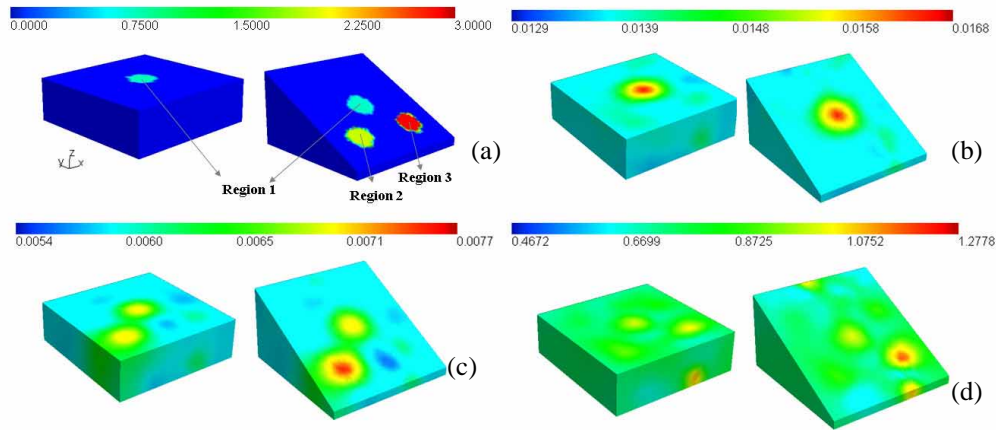 0.0000 0.7500 1.5000 2.2500 3.0000
0.0129 0.0139 0.0148 0.0158 0.0168
z
y x
Region 1
Region 2
Region 3
(a)
(b)
0.0054 0.0060 0.0065 0.0071 0.0077
0.4672 0.6699 0.8725 1.0752 1.2778
(c)
(d)